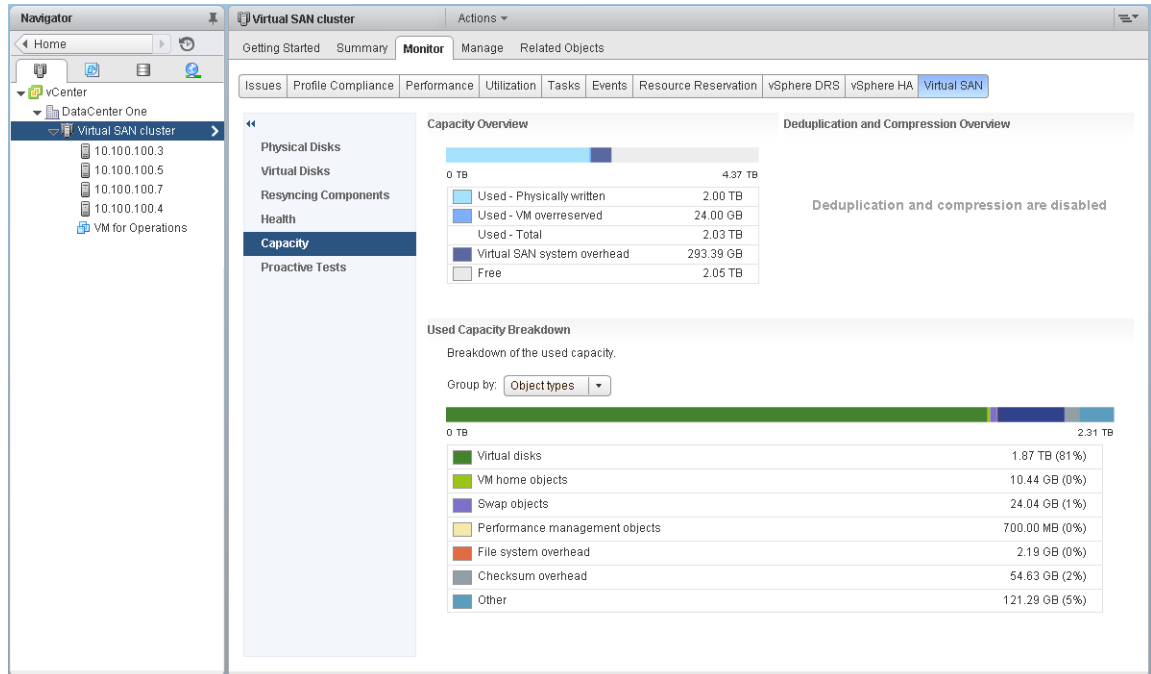 Navigator
Home
vCenter
DataCenter One
Virtual SAN cluster
10.100.100.3
10.100.100.5
10.100.100.7
10.100.100.4
VM for Operations
Virtual SAN cluster Actions
Getting Started Summary Monitor Manage Related Objects
Issues Profile Compliance Performance Utilization Tasks Events Resource Reservation vSphere DRS vSphere HA Virtual SAN
Physical Disks
Virtual Disks
Resyncing Components
Health
Capacity
Proactive Tests
Capacity Overview
0 TB 4.37 TB
Used - Physically written 2.00 TB
Used - VM overreserved 24.00 GB
Used - Total 2.03 TB
Virtual SAN system overhead 293.39 GB
Free 2.05 TB
Deduplication and Compression Overview
Deduplication and compression are disabled
Used Capacity Breakdown
Breakdown of the used capacity.
Group by: Object types
0 TB 2.31 TB
Virtual disks 1.87 TB (81%)
VM home objects 10.44 GB (0%)
Swap objects 24.04 GB (1%)
Performance management objects 700.00 MB (0%)
File system overhead 2.19 GB (0%)
Checksum overhead 54.63 GB (2%)
Other 121.29 GB (5%)